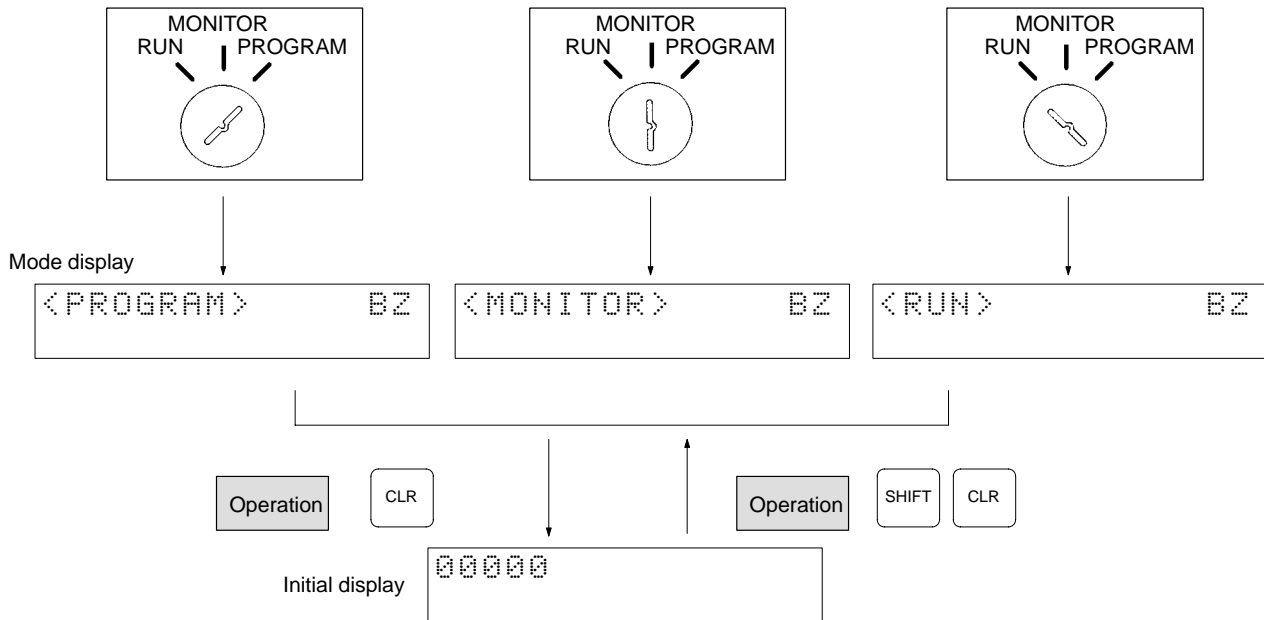 MONITOR
RUN PROGRAM
MONITOR
RUN PROGRAM
MONITOR
RUN PROGRAM
Mode display
<PROGRAM> BZ
<MONITOR> BZ
<RUN> BZ
Operation
CLR
Operation
SHIFT
CLR
Initial display
00000